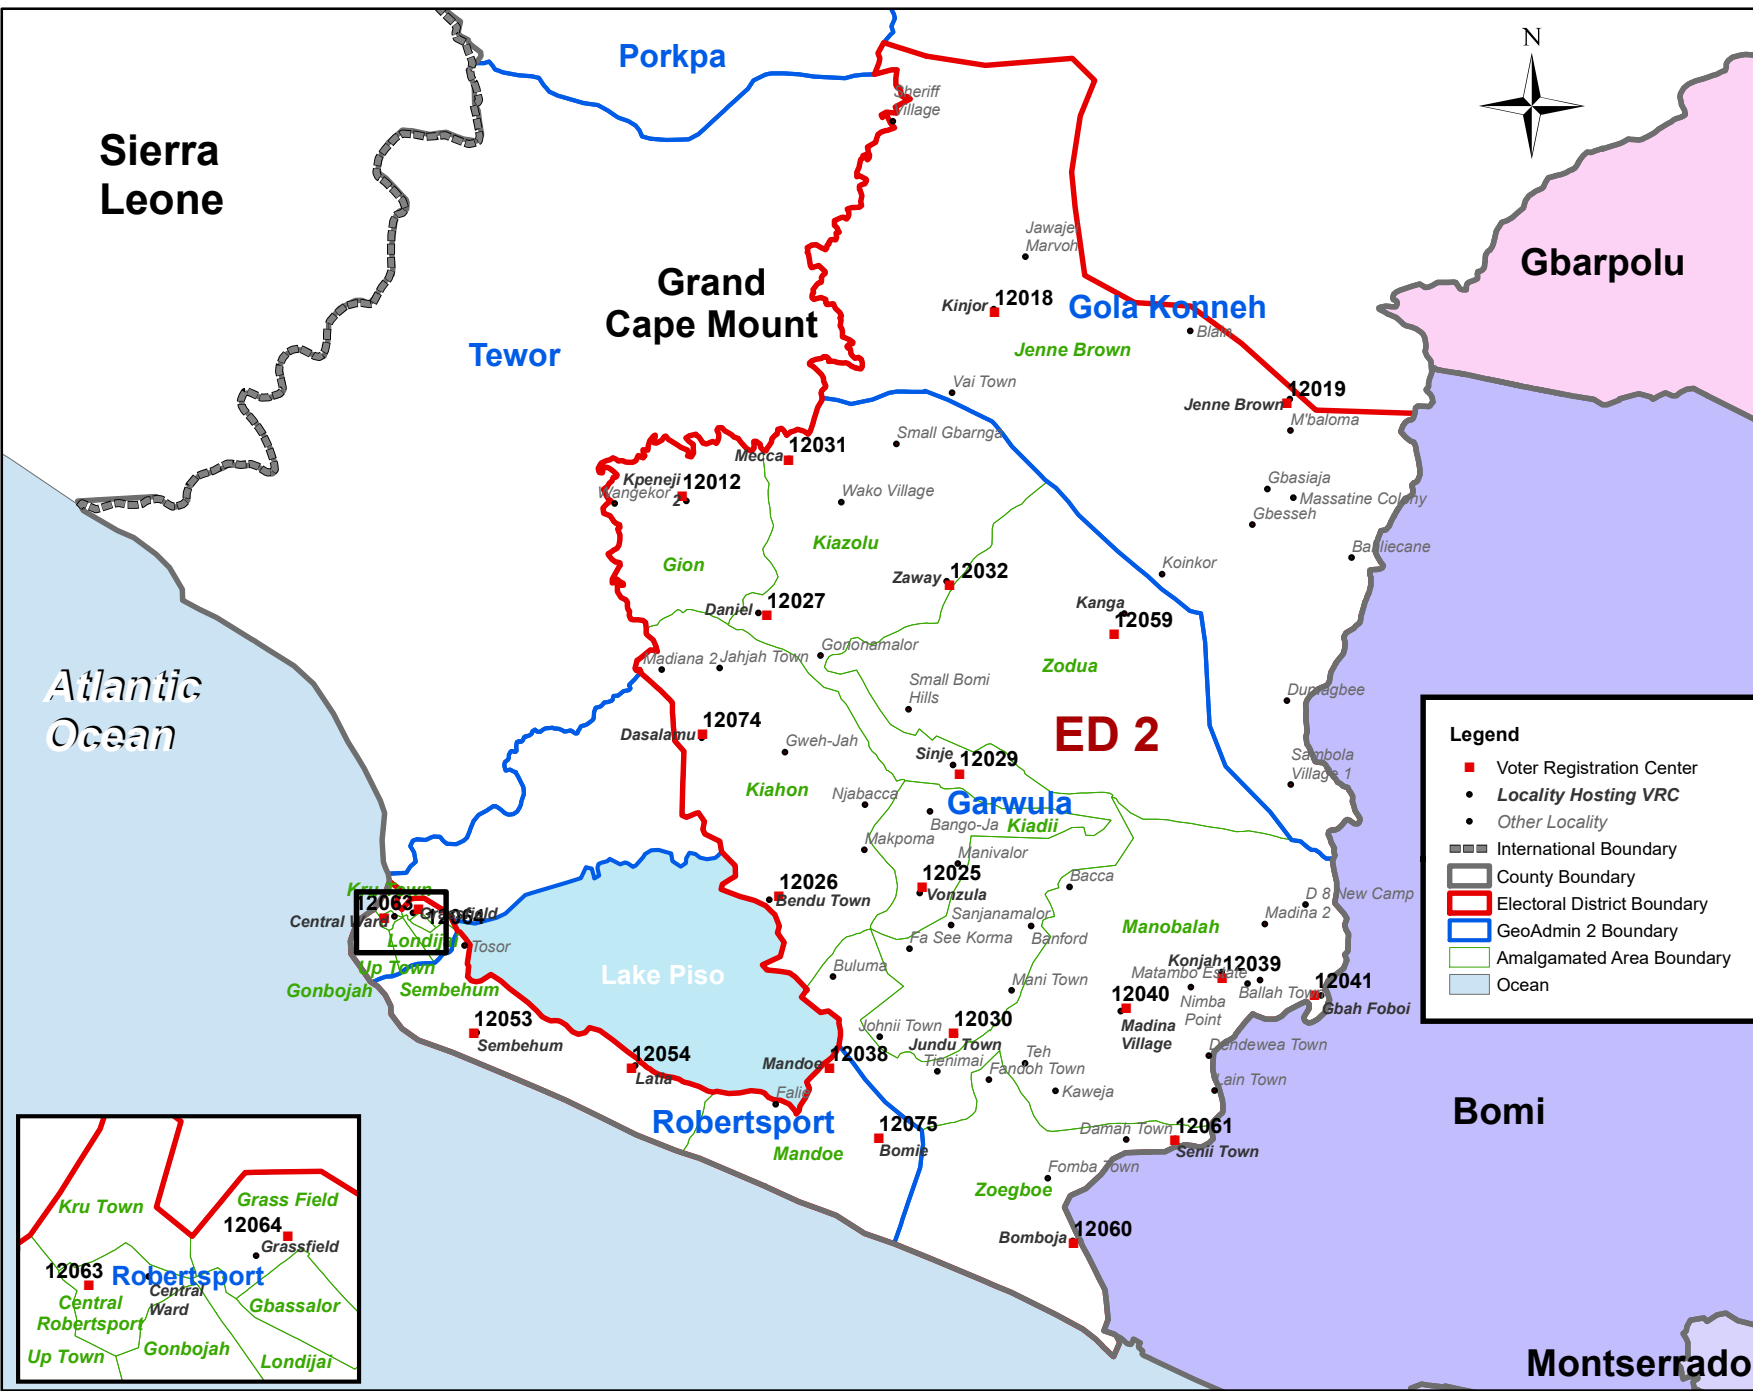 Porkpa
N
Sheriff
Village
Sierra
Leone
Jawaje
Marvoh
Gbarpolu
Grand
Cape Mount
Kinjor
12018
Gola Konneh
Blain
Jenne Brown
Tewor
Vai Town
12019
Jenne Brown
M'baloma
Small Gbarnga
12031
Mecca
Kpeneji
2
12012
Wangekor
Wako Village
Gbasiaja
Massatine Colony
Gbesseh
Kiazolu
Gion
Koinkor
Zaway
12032
Daniel
12027
Kanga
12059
Gononamalor
Madiana 2
Jahjah Town
Zodua
Small Bomi
Hills
Atlantic
Ocean
Dumagbee
12074
Dasalamu
ED 2
Gweh-Jah
Sinje
12029
Sambola
Village 1
Kiahon
Njabacca
Garwula
Bango-Ja
Kiadii
Makpoma
Manivalor
12026
Bendu Town
12025
Vonzula
Bacca
D 8 New Camp
Madina 2
Kru Town
12063
Central Ward
Grassfield
12064
Londijai
Tosor
Up Town
Gonbojah
Sembehum
Sanjanamalor
Fa See Korma
Banford
Manobalah
Lake Piso
Buluma
Mani Town
Konjah
12039
Matambo Estate
Ballah Town
12041
Gbah Foboi
12040
Madina
Village
Nimba
Point
12053
Sembehum
Johnii Town
12030
Jundu Town
Tienimai
Teh
Fandoh Town
Dendewea Town
12054
Latia
Mandoe
12038
Kaweja
Lain Town
Falie
Robertsport
12075
Bomie
Mandoe
Damah Town
12061
Senii Town
Bomi
Fomba Town
Zoegboe
Bomboja
12060
Montserrado
Legend
Voter Registration Center
Locality Hosting VRC
Other Locality
International Boundary
County Boundary
Electoral District Boundary
GeoAdmin 2 Boundary
Amalgamated Area Boundary
Ocean
Kru Town
Grass Field
12064
Grassfield
12063
Robertsport
Central
Ward
Central
Robertsport
Gbassalor
Up Town
Gonbojah
Londijai